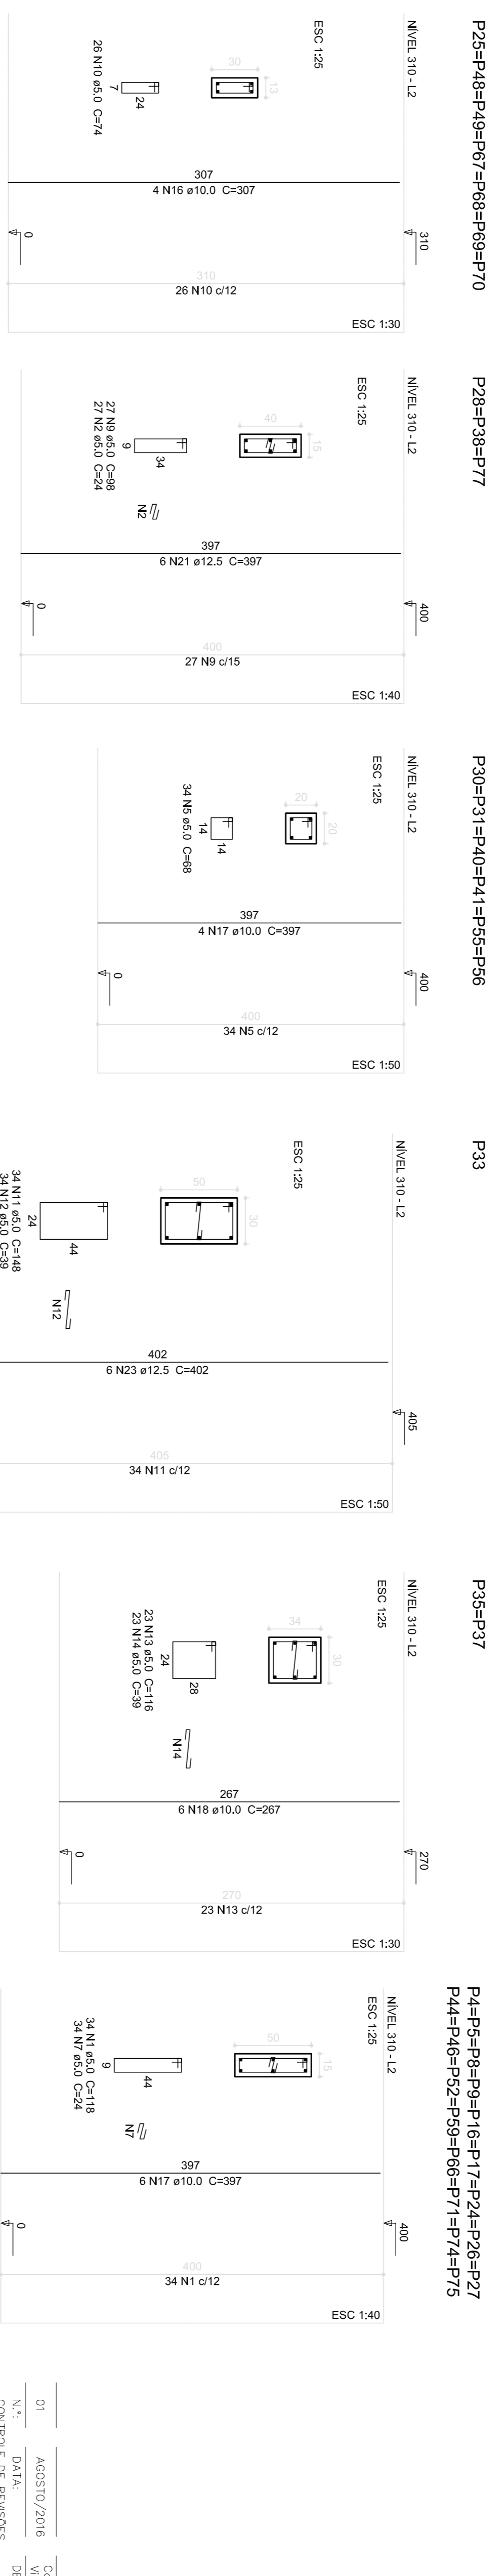 P25=P48=P49=P67=P68=P69=P70
NÍVEL 310 - L2
ESC 1:25
30
13
24
7
26 N10 ø5.0 C=74
307
4 N16 ø10.0 C=307
310
0
310
26 N10 c/12
ESC 1:30
P28=P38=P77
NÍVEL 310 - L2
ESC 1:25
40
15
34
9
27 N9 ø5.0 C=98
27 N2 ø5.0 C=24
N2
397
6 N21 ø12.5 C=397
400
0
400
27 N9 c/15
ESC 1:40
P30=P31=P40=P41=P55=P56
NÍVEL 310 - L2
ESC 1:25
20
20
14
14
34 N5 ø5.0 C=68
397
4 N17 ø10.0 C=397
400
0
400
34 N5 c/12
ESC 1:50
P33
NÍVEL 310 - L2
ESC 1:25
50
30
44
24
34 N11 ø5.0 C=148
34 N12 ø5.0 C=39
N12
402
6 N23 ø12.5 C=402
405
405
34 N11 c/12
ESC 1:50
P35=P37
NÍVEL 310 - L2
ESC 1:25
34
30
28
24
23 N13 ø5.0 C=116
23 N14 ø5.0 C=39
N14
267
6 N18 ø10.0 C=267
270
0
270
23 N13 c/12
ESC 1:30
P4=P5=P8=P9=P16=P17=P24=P26=P27
P44=P46=P52=P59=P66=P71=P74=P75
NÍVEL 310 - L2
ESC 1:25
50
15
44
9
34 N1 ø5.0 C=118
34 N7 ø5.0 C=24
N7
397
6 N17 ø10.0 C=397
400
0
400
34 N1 c/12
ESC 1:40
01 AGOSTO/2016
N.º: DATA:
CONTROLE DE REVISÕES